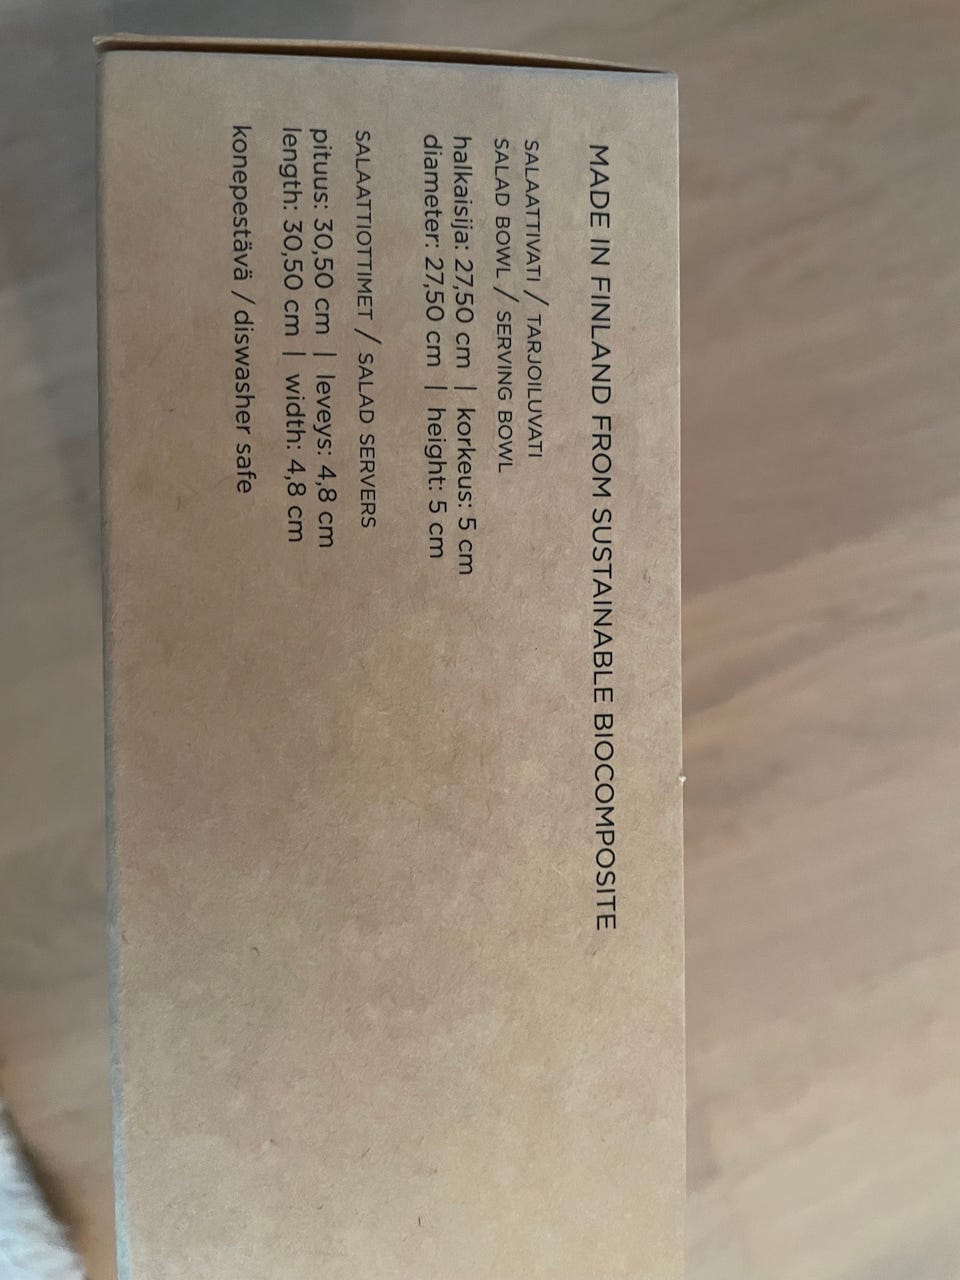 MADE IN FINLAND FROM SUSTAINABLE BIOCOMPOSITE
SALAATTIVATI / TARJOILUVATI
SALAD BOWL / SERVING BOWL
halkaisija: 27,50 cm | korkeus: 5 cm
diameter: 27,50 cm | height: 5 cm
SALAATTIOTTIMET / SALAD SERVERS
pituus: 30,50 cm | leveys: 4,8 cm
length: 30,50 cm | width: 4,8 cm
konepestävä / diswasher safe